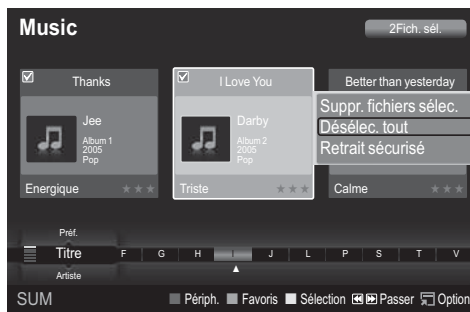 Music
2Fich. sél.
Thanks
I Love You
Better than yesterday
Jee
Album 1
2005
Pop
Darby
Album 2
2005
Pop
Suppr. fichiers sélec.
Désélec. tout
Retrait sécurisé
Energique
Triste
Calme
Préf.
Titre F G H I J L P S T V
Artiste
SUM Périph. Favoris Sélection Passer Option